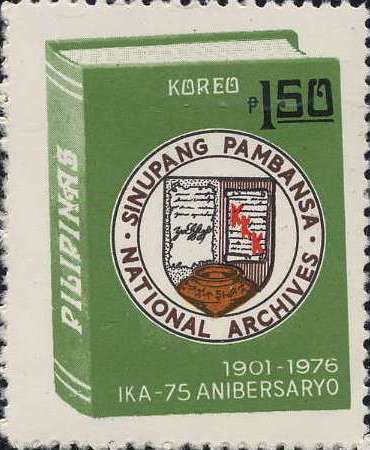 KOREO
₱1.50
PILIPINAS
SINUPANG PAMBANSA
KKK
NATIONAL ARCHIVES
1901-1976
IKA-75 ANIBERSARYO